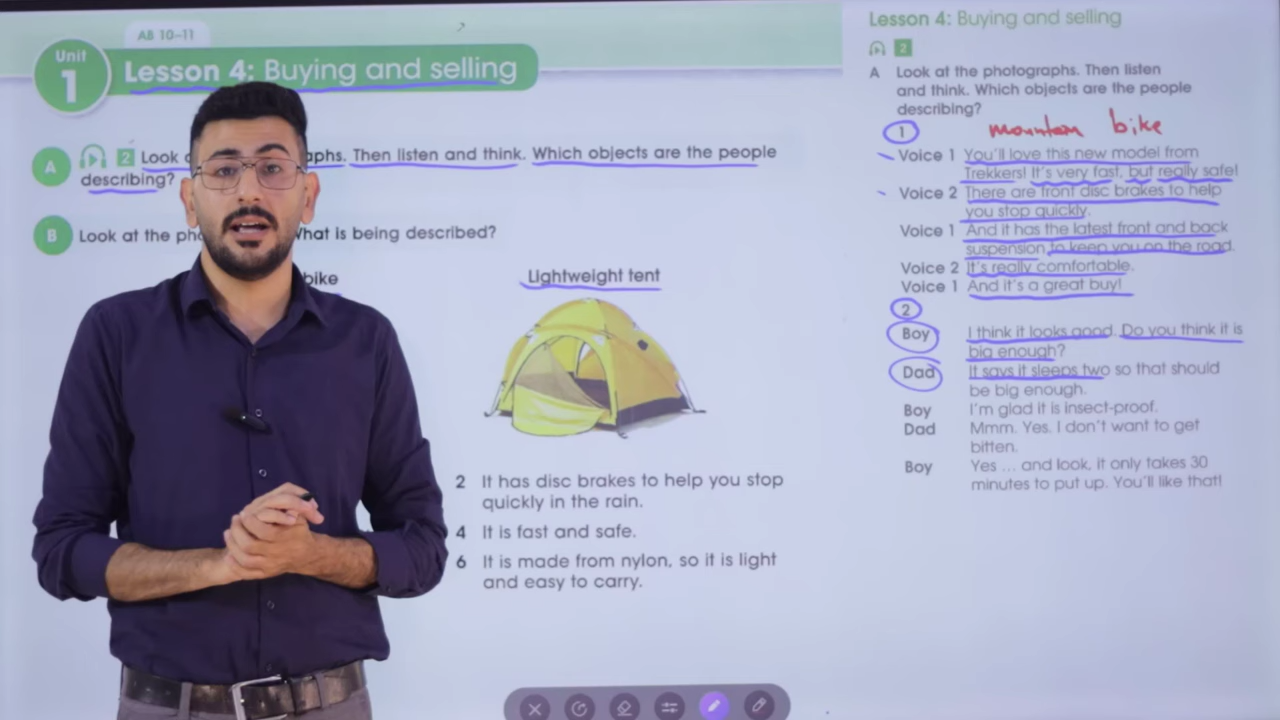 AB 10–11
Unit
1
Lesson 4: Buying and selling
A 2 Look aphs. Then listen and think. Which objects are the people
describing?
B Look at the pho What is being described?
bike
Lightweight tent
2 It has disc brakes to help you stop
quickly in the rain.
4 It is fast and safe.
6 It is made from nylon, so it is light
and easy to carry.
Lesson 4: Buying and selling
2
A Look at the photographs. Then listen
and think. Which objects are the people
describing?
1 mountain bike
Voice 1 You'll love this new model from
Trekkers! It's very fast, but really safe!
Voice 2 There are front disc brakes to help
you stop quickly.
Voice 1 And it has the latest front and back
suspension to keep you on the road.
Voice 2 It's really comfortable.
Voice 1 And it's a great buy!
2
Boy I think it looks good. Do you think it is
big enough?
Dad It says it sleeps two so that should
be big enough.
Boy I'm glad it is insect-proof.
Dad Mmm. Yes. I don't want to get
bitten.
Boy Yes ... and look, it only takes 30
minutes to put up. You'll like that!